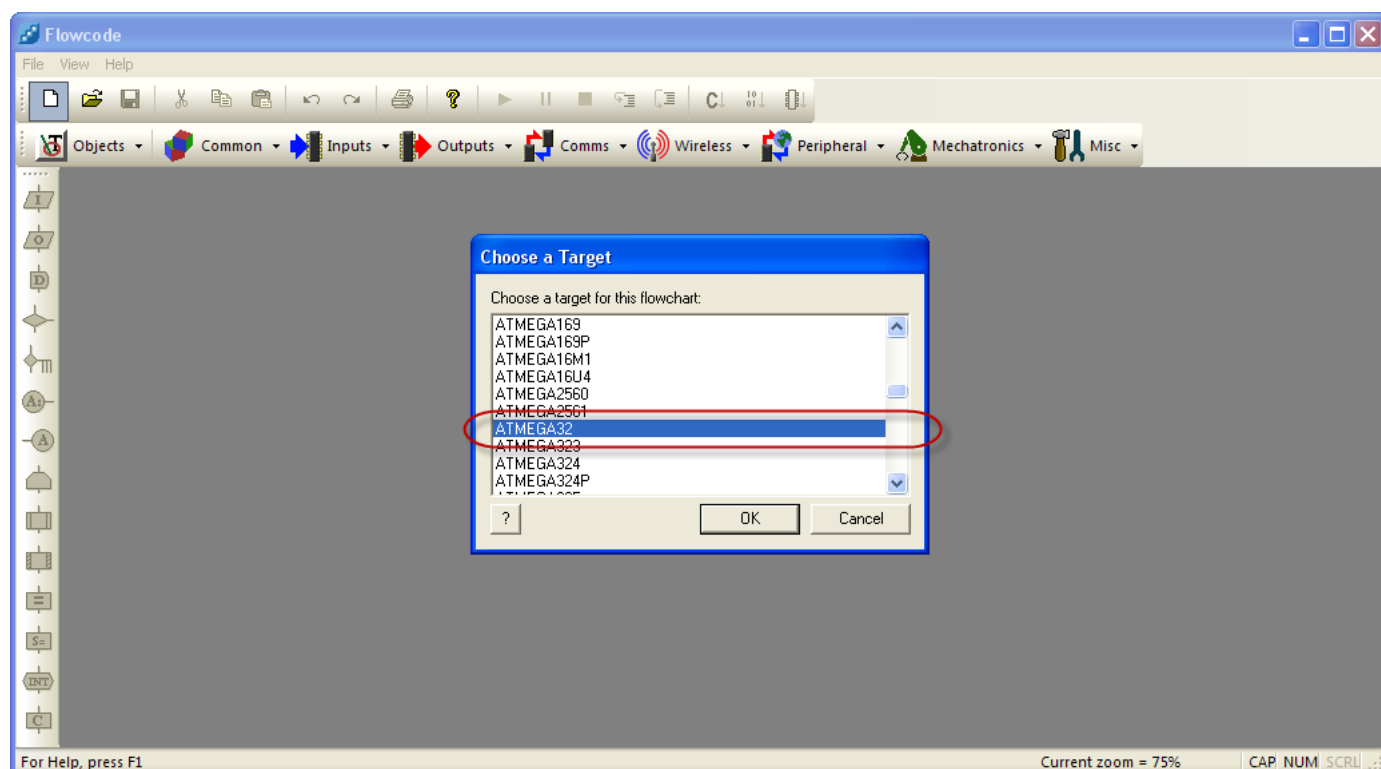 Flowcode
File View Help
Objects Common Inputs Outputs Comms Wireless Peripheral Mechatronics Misc
Choose a Target
Choose a target for this flowchart:
ATMEGA169
ATMEGA169P
ATMEGA16M1
ATMEGA16U4
ATMEGA2560
ATMEGA2561
ATMEGA32
ATMEGA323
ATMEGA324
ATMEGA324P
? OK Cancel
I
O
D
A:
A
=
S=
INT
C
For Help, press F1 Current zoom = 75% CAP NUM SCRL